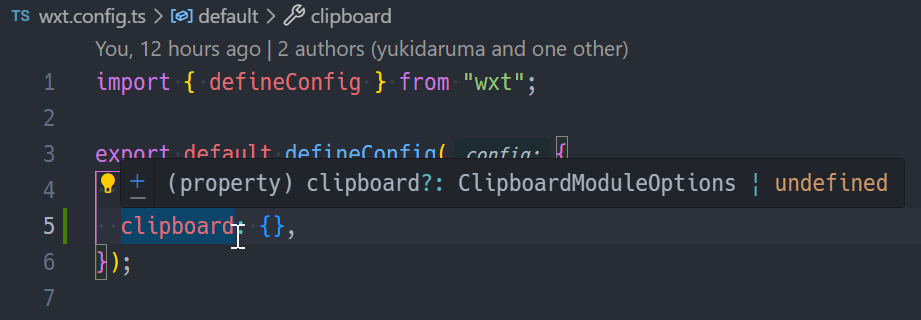 TS wxt.config.ts > default > clipboard
You, 12 hours ago | 2 authors (yukidaruma and one other)
1 import { defineConfig } from "wxt";
2
3 export default defineConfig( config: {
4 (property) clipboard?: ClipboardModuleOptions | undefined
5 clipboard: {},
6 });
7